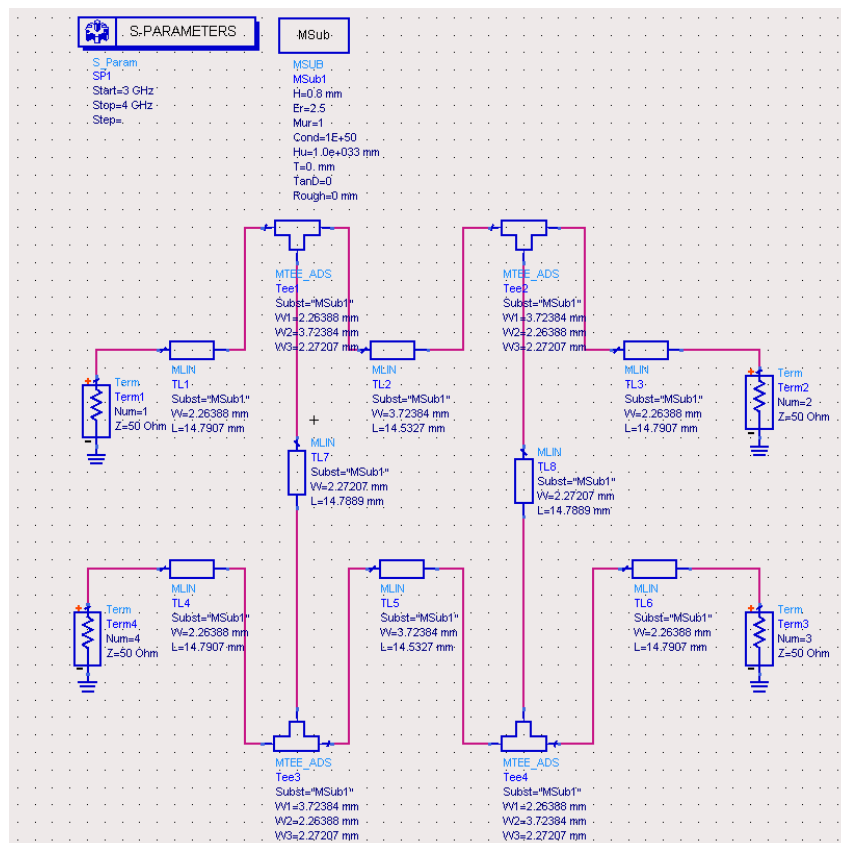 S-PARAMETERS
MSub
S_Param
SP1
Start=3 GHz
Stop=4 GHz
Step=.
MSUB
MSub1
H=0.8 mm
Er=2.5
Mur=1
Cond=1E+50
Hu=1.0e+033 mm
T=0. mm
TanD=0
Rough=0 mm
MTEE_ADS
Tee1
Subst="MSub1"
W1=2.26388 mm
W2=3.72384 mm
W3=2.27207 mm
MTEE_ADS
Tee2
Subst="MSub1"
W1=3.72384 mm
W2=2.26388 mm
W3=2.27207 mm
Term
Term1
Num=1
Z=50 Ohm
MLIN
TL1
Subst="MSub1"
W=2.26388 mm
L=14.7907 mm
MLIN
TL2
Subst="MSub1"
W=3.72384 mm
L=14.5327 mm
MLIN
TL3
Subst="MSub1"
W=2.26388 mm
L=14.7907 mm
Term
Term2
Num=2
Z=50 Ohm
MLIN
TL7
Subst="MSub1"
W=2.27207 mm
L=14.7889 mm
MLIN
TL8
Subst="MSub1"
W=2.27207 mm
L=14.7889 mm
Term
Term4
Num=4
Z=50 Ohm
MLIN
TL4
Subst="MSub1"
W=2.26388 mm
L=14.7907 mm
MLIN
TL5
Subst="MSub1"
W=3.72384 mm
L=14.5327 mm
MLIN
TL6
Subst="MSub1"
W=2.26388 mm
L=14.7907 mm
Term
Term3
Num=3
Z=50 Ohm
MTEE_ADS
Tee3
Subst="MSub1"
W1=3.72384 mm
W2=2.26388 mm
W3=2.27207 mm
MTEE_ADS
Tee4
Subst="MSub1"
W1=2.26388 mm
W2=3.72384 mm
W3=2.27207 mm